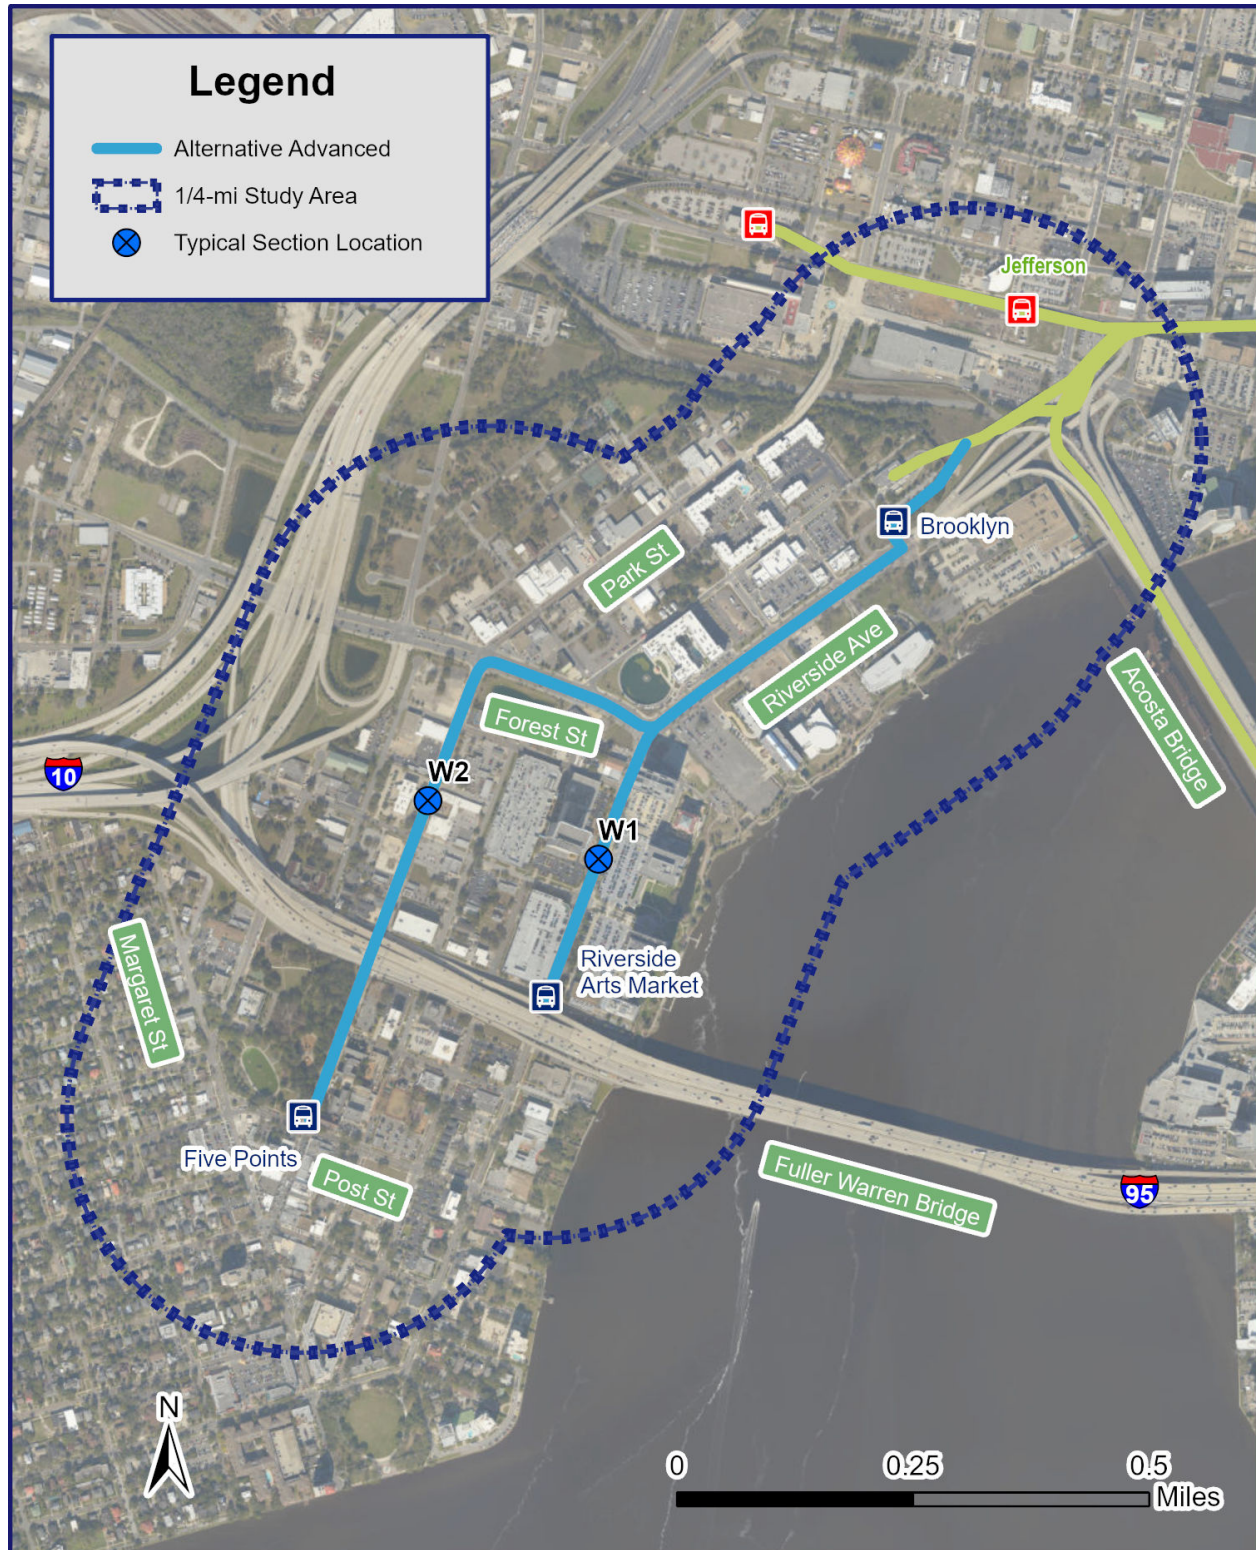 Legend
Alternative Advanced
1/4-mi Study Area
Typical Section Location
Jefferson
Brooklyn
Park St
Riverside Ave
Acosta Bridge
Forest St
10
W2
W1
Margaret St
Riverside
Arts Market
Five Points
Post St
Fuller Warren Bridge
95
N
0 0.25 0.5
Miles